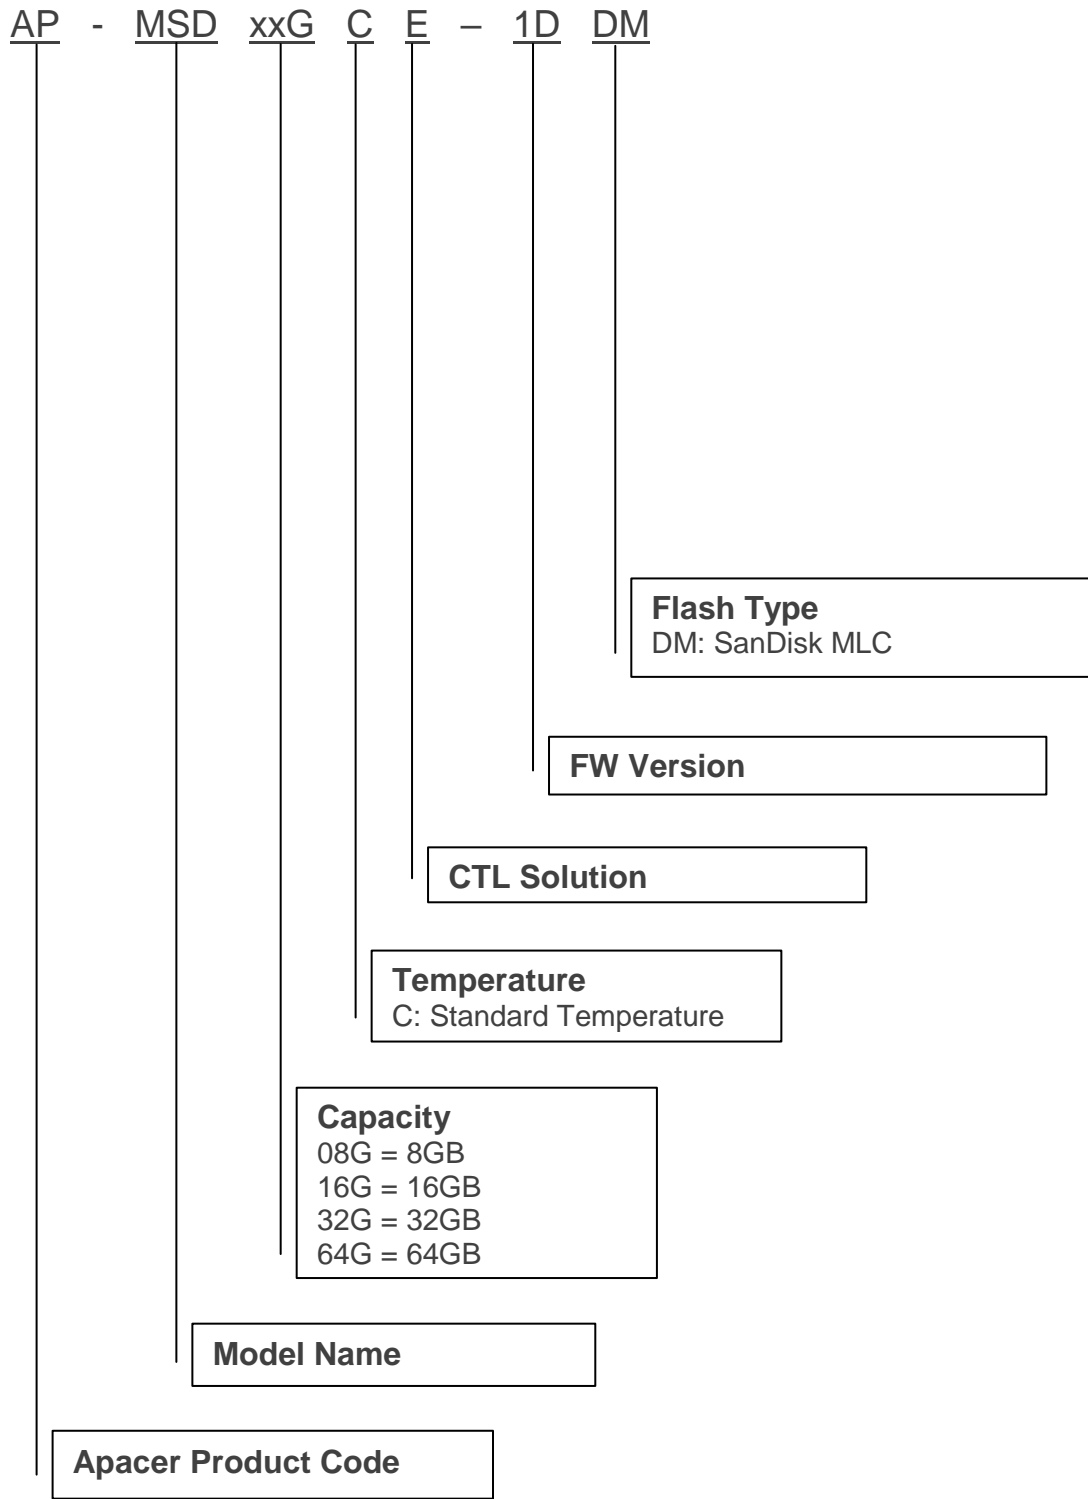 AP - MSD xxG C E – 1D DM
Flash Type
DM: SanDisk MLC
FW Version
CTL Solution
Temperature
C: Standard Temperature
Capacity
08G = 8GB
16G = 16GB
32G = 32GB
64G = 64GB
Model Name
Apacer Product Code